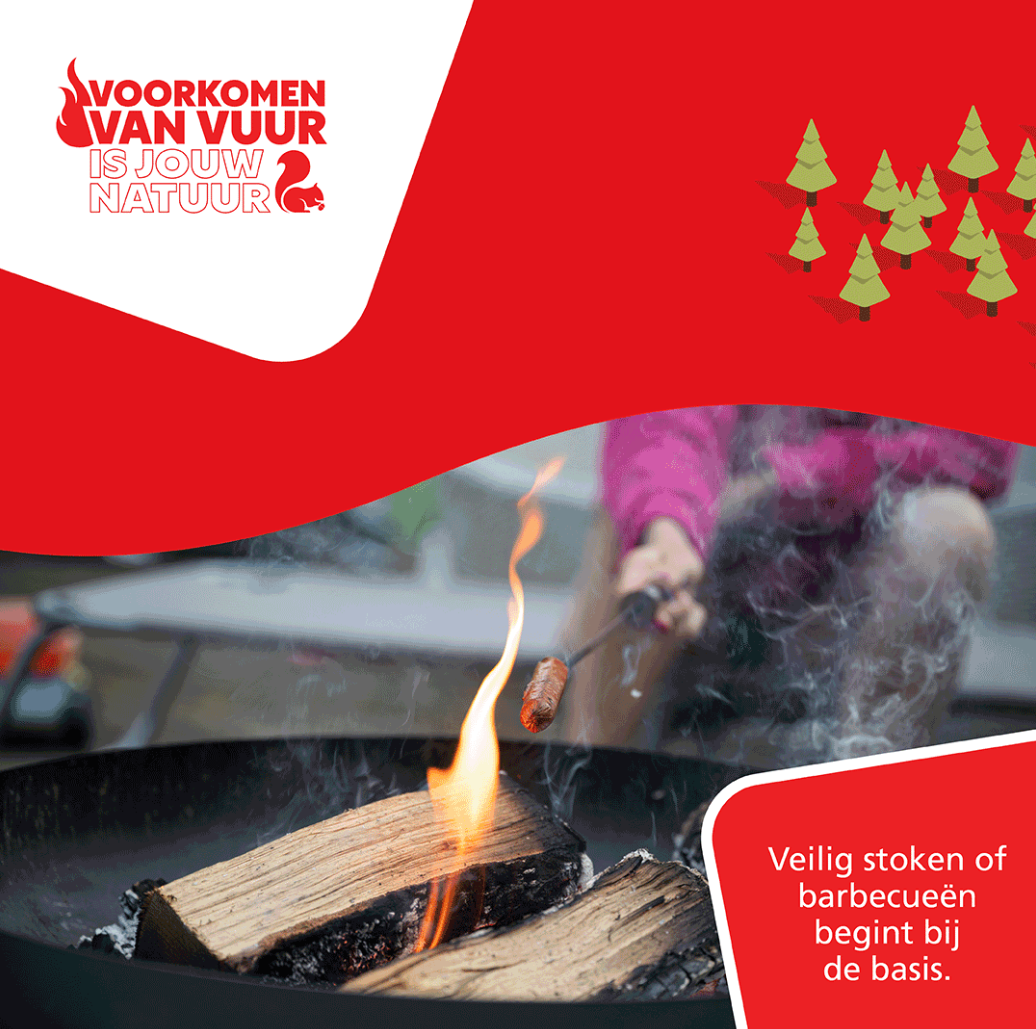 VOORKOMEN
VAN VUUR
IS JOUW
NATUUR
Veilig stoken of
barbecueën
begint bij
de basis.